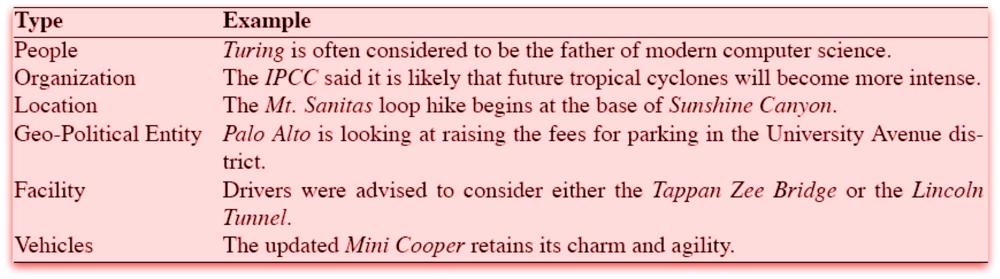 Type Example
People Turing is often considered to be the father of modern computer science.
Organization The IPCC said it is likely that future tropical cyclones will become more intense.
Location The Mt. Sanitas loop hike begins at the base of Sunshine Canyon.
Geo-Political Entity Palo Alto is looking at raising the fees for parking in the University Avenue dis-
trict.
Facility Drivers were advised to consider either the Tappan Zee Bridge or the Lincoln
Tunnel.
Vehicles The updated Mini Cooper retains its charm and agility.